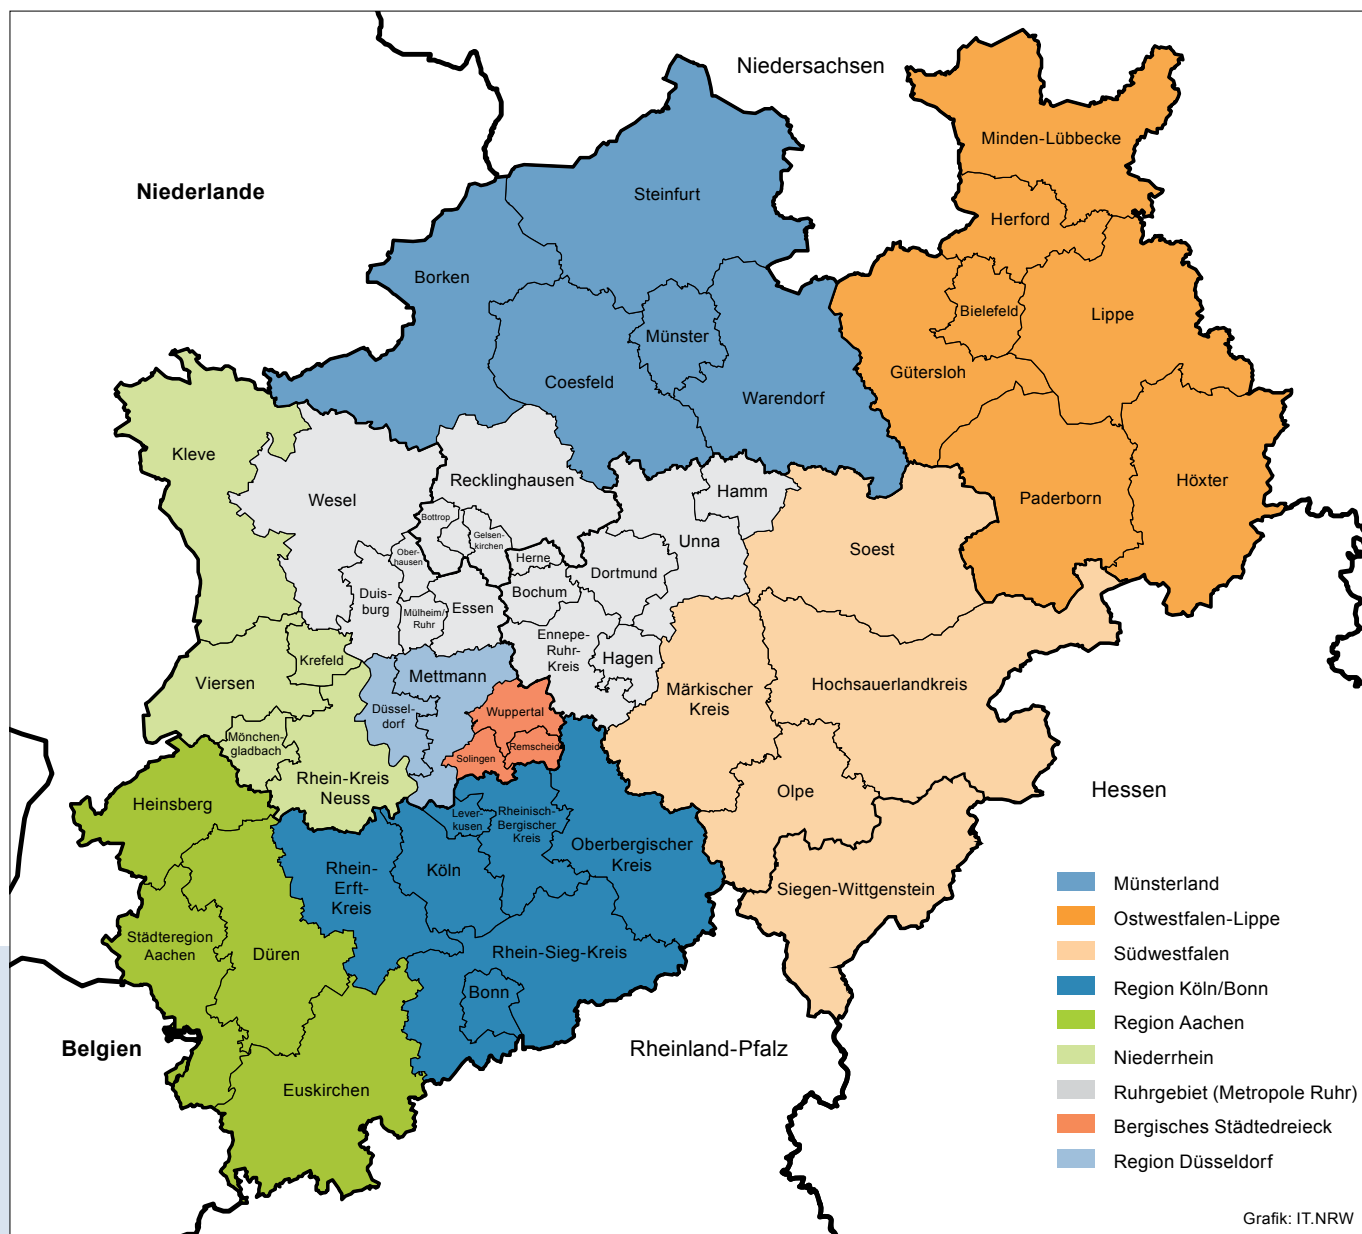 Niedersachsen
Minden-Lübbecke
Niederlande
Steinfurt
Herford
Borken
Bielefeld
Lippe
Münster
Gütersloh
Coesfeld
Warendorf
Kleve
Recklinghausen
Hamm
Wesel
Paderborn
Höxter
Bottrop
Gelsen-
kirchen
Unna
Soest
Ober-
hausen
Herne
Dortmund
Duis-
burg
Bochum
Essen
Mülheim/
Ruhr
Ennepe-
Ruhr-
Kreis
Hagen
Krefeld
Viersen
Mettmann
Märkischer
Kreis
Hochsauerlandkreis
Düssel-
dorf
Wuppertal
Mönchen-
gladbach
Solingen
Remscheid
Rhein-Kreis
Neuss
Heinsberg
Olpe
Hessen
Lever-
kusen
Rheinisch-
Bergischer
Kreis
Oberbergischer
Kreis
Rhein-
Erft-
Kreis
Köln
Siegen-Wittgenstein
Städteregion
Aachen
Düren
Rhein-Sieg-Kreis
Bonn
Belgien
Rheinland-Pfalz
Euskirchen
Münsterland
Ostwestfalen-Lippe
Südwestfalen
Region Köln/Bonn
Region Aachen
Niederrhein
Ruhrgebiet (Metropole Ruhr)
Bergisches Städtedreieck
Region Düsseldorf
Grafik: IT.NRW